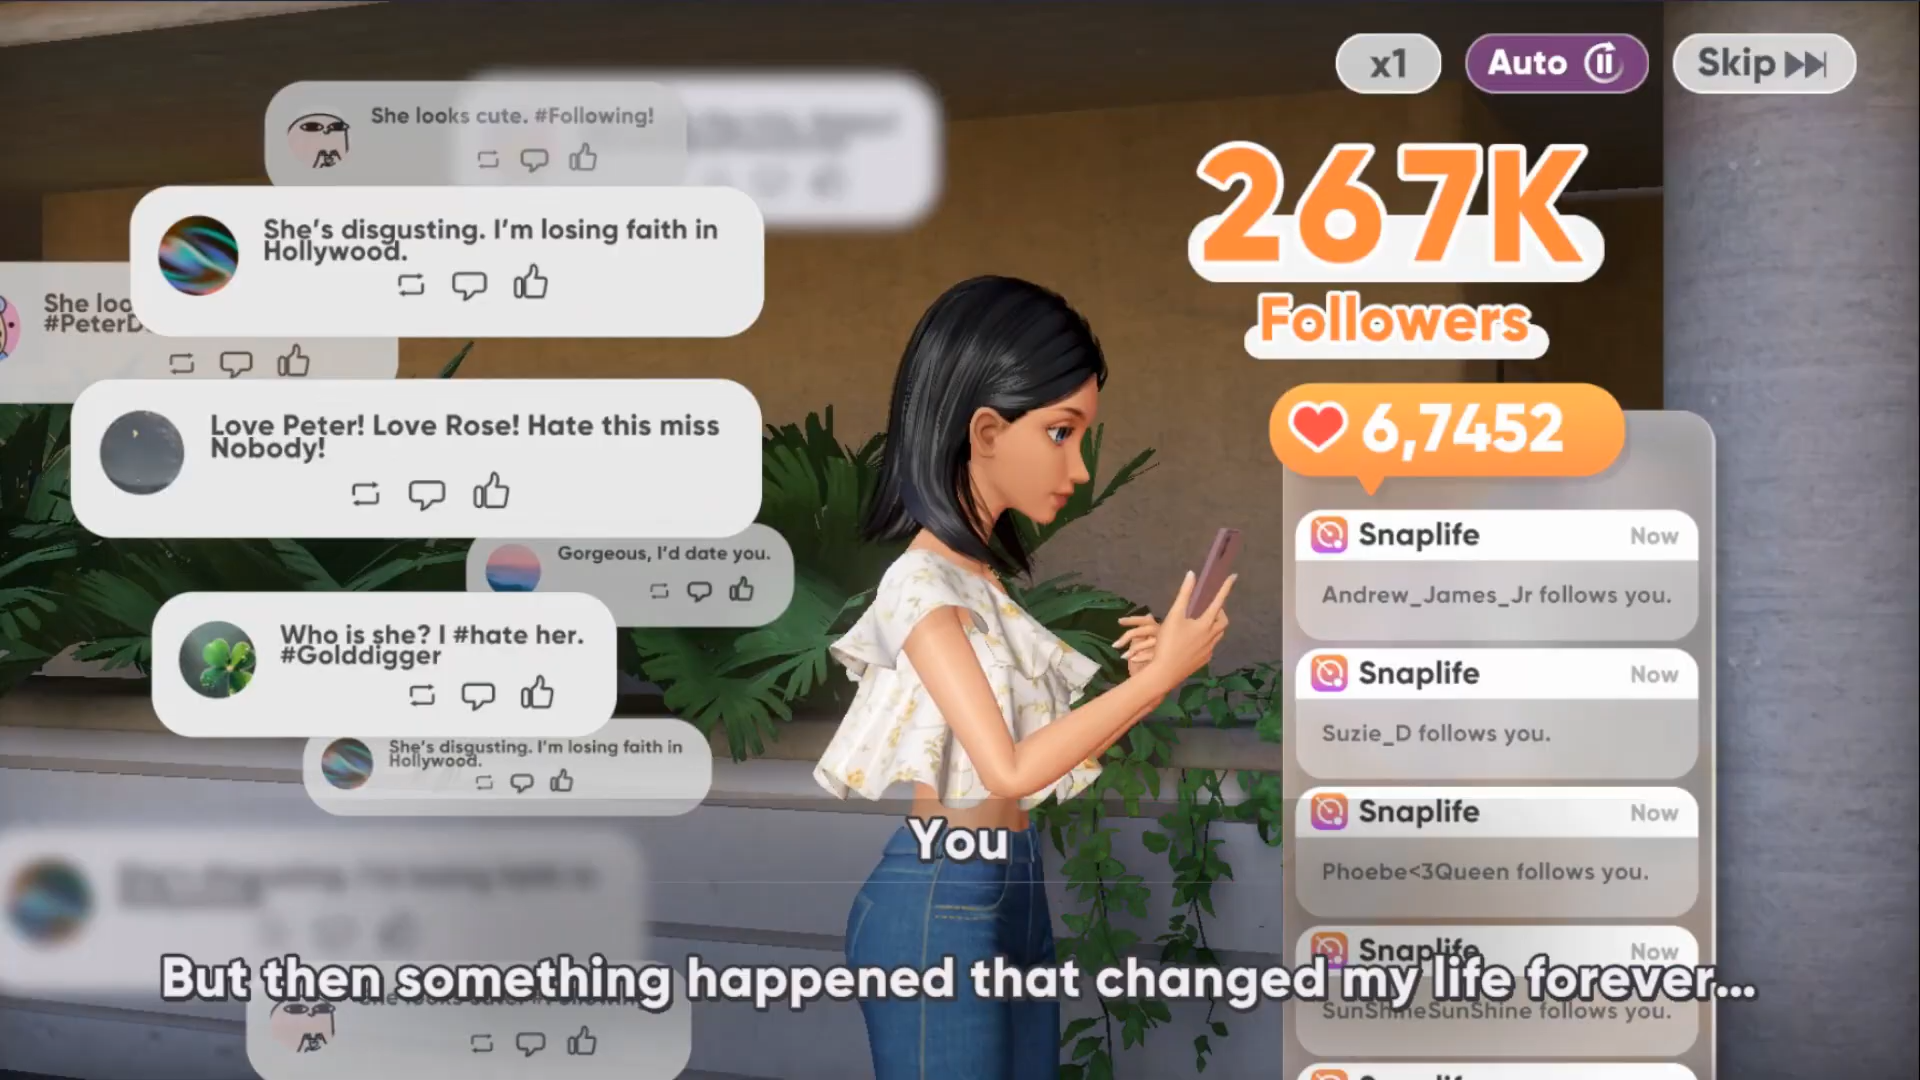 x1
Auto
Skip
She looks cute. #Following!
She's disgusting. I'm losing faith in
Hollywood.
She loo
#PeterD
Love Peter! Love Rose! Hate this miss
Nobody!
Gorgeous, I'd date you.
Who is she? I #hate her.
#Golddigger
She's disgusting. I'm losing faith in
Hollywood.
267K
Followers
6,7452
Snaplife Now
Andrew_James_Jr follows you.
Snaplife Now
Suzie_D follows you.
Snaplife Now
Phoebe<3Queen follows you.
Snaplife Now
SunShineSunShine follows you.
You
But then something happened that changed my life forever...